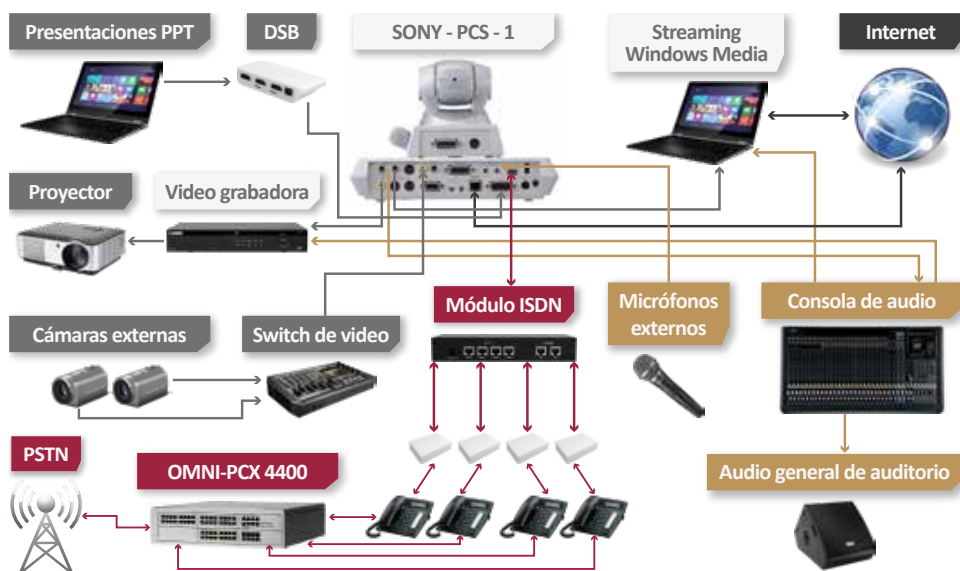 Presentaciones PPT
DSB
SONY - PCS - 1
Streaming
Windows Media
Internet
Proyector
Video grabadora
Cámaras externas
Switch de video
Módulo ISDN
Micrófonos
externos
Consola de audio
PSTN
OMNI-PCX 4400
Audio general de auditorio